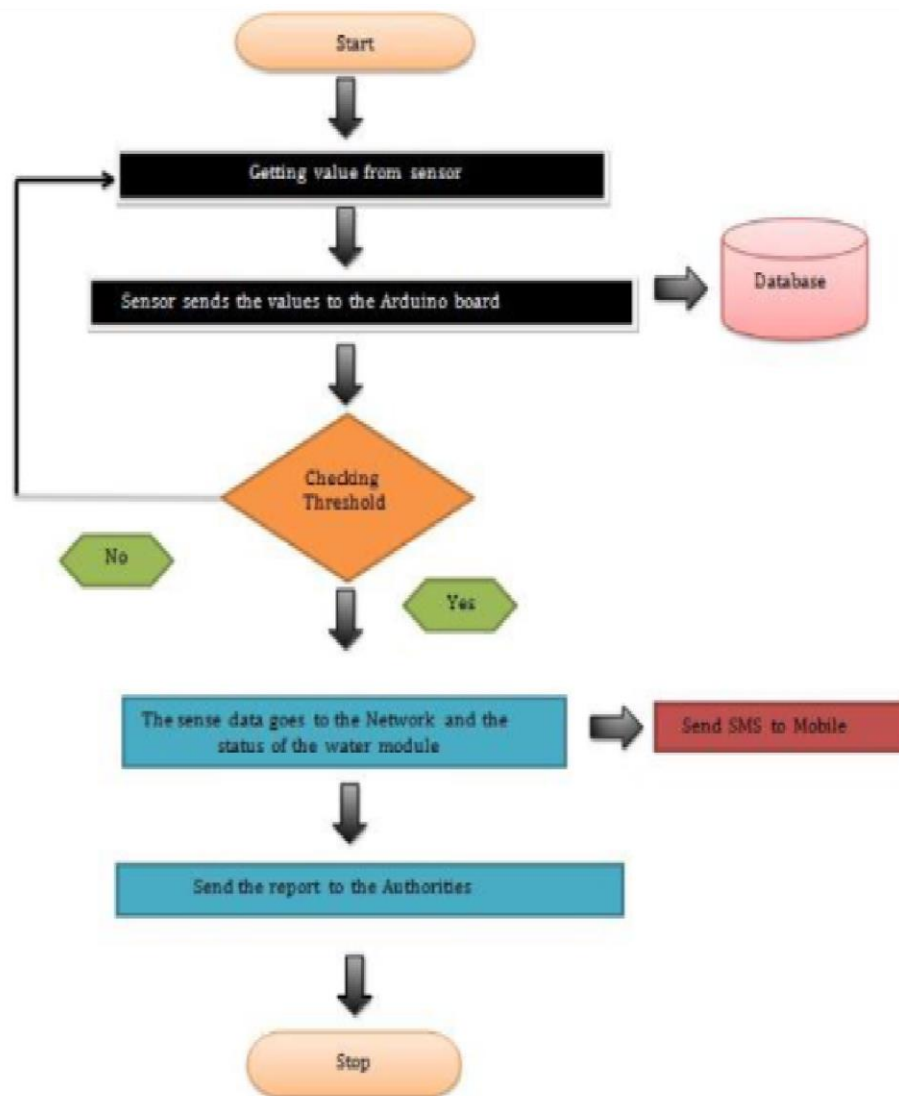 Start
Getting value from sensor
Sensor sends the values to the Arduino board
Database
Checking
Threshold
No
Yes
The sense data goes to the Network and the
status of the water module
Send SMS to Mobile
Send the report to the Authorities
Stop